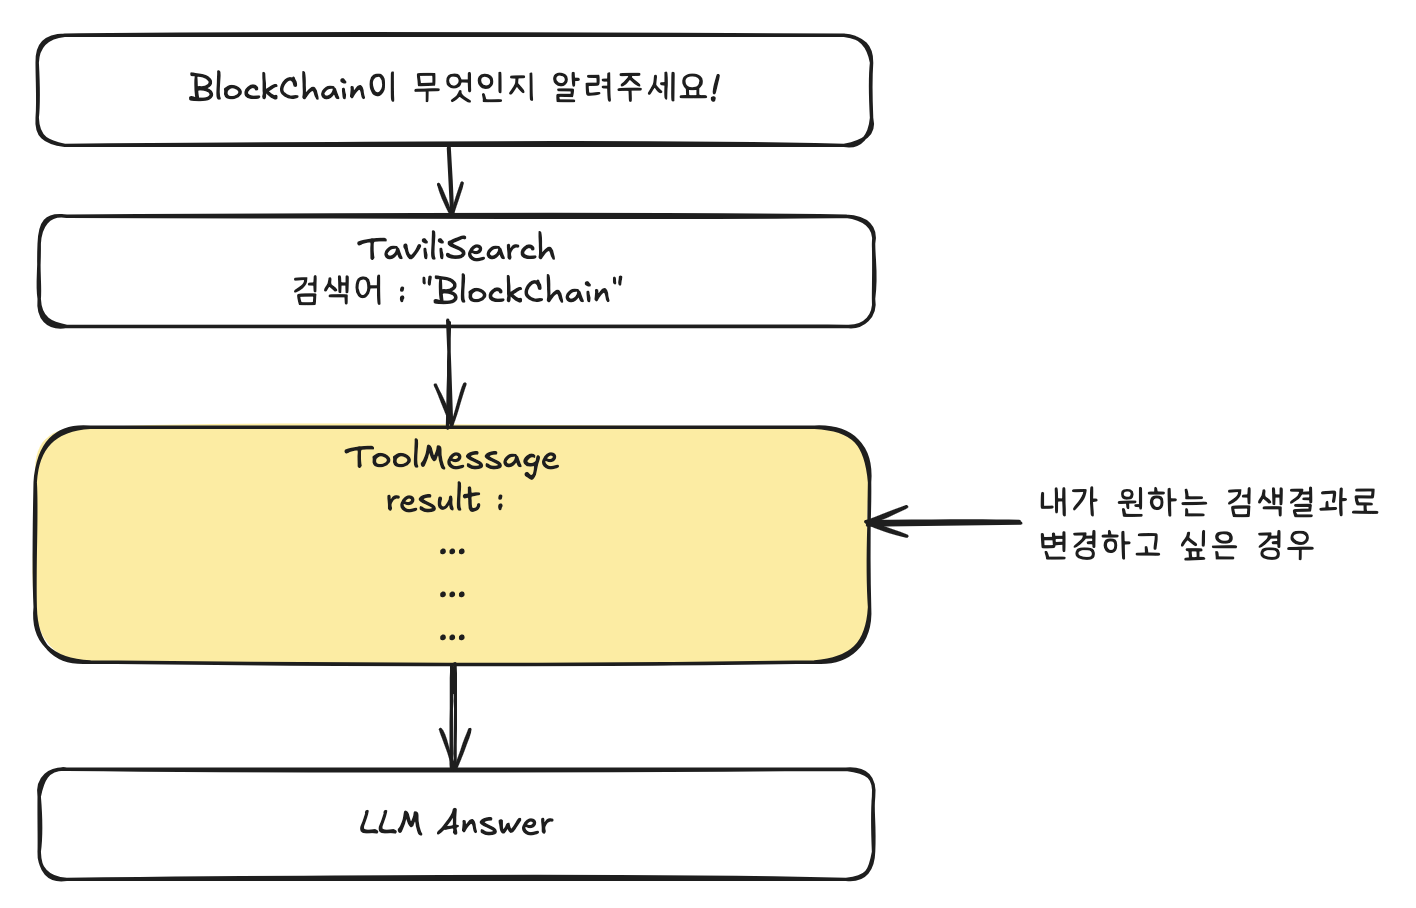 BlockChain이 무엇인지 알려주세요!
TaviliSearch
검색어 : "BlockChain"
ToolMessage
result :
...
...
...
내가 원하는 검색결과로
변경하고 싶은 경우
LLM Answer